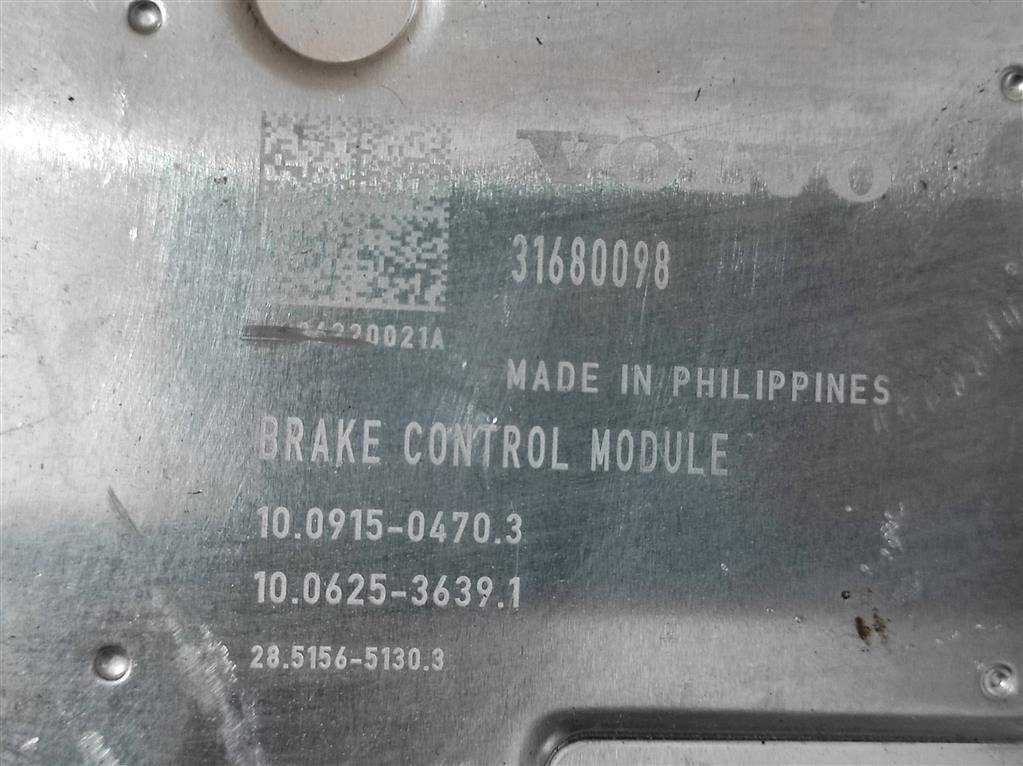 VOLVO
31680098
MADE IN PHILIPPINES
BRAKE CONTROL MODULE
10.0915-0470.3
10.0625-3639.1
28.5156-5130.3